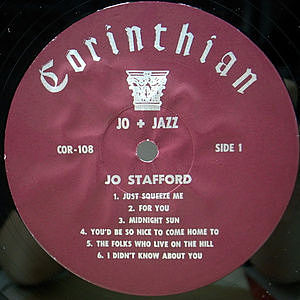 Corinthian
JO + JAZZ
COR-108
SIDE 1
JO STAFFORD
1. JUST SQUEEZE ME
2. FOR YOU
3. MIDNIGHT SUN
4. YOU'D BE SO NICE TO COME HOME TO
5. THE FOLKS WHO LIVE ON THE HILL
6. I DIDN'T KNOW ABOUT YOU